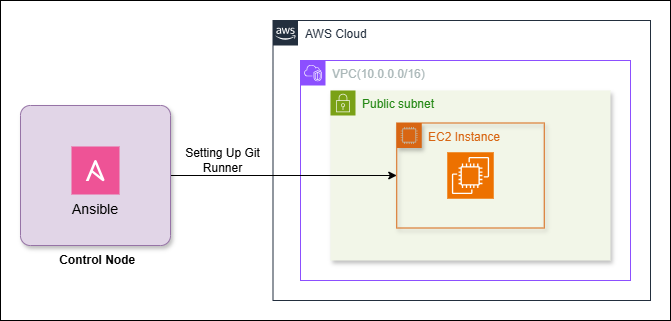 aws
AWS Cloud
VPC(10.0.0.0/16)
Public subnet
EC2 Instance
Setting Up Git
Runner
A
Ansible
Control Node